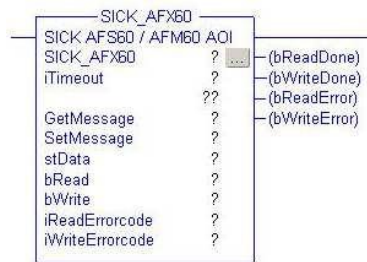 SICK_AFX60
SICK AFS60 / AFM60 AOI
SICK_AFX60 ? ... (bReadDone)
iTimeout ? (bWriteDone)
?? (bReadError)
GetMessage ? (bWriteError)
SetMessage ?
stData ?
bRead ?
bWrite ?
iReadErrorcode ?
iWriteErrorcode ?